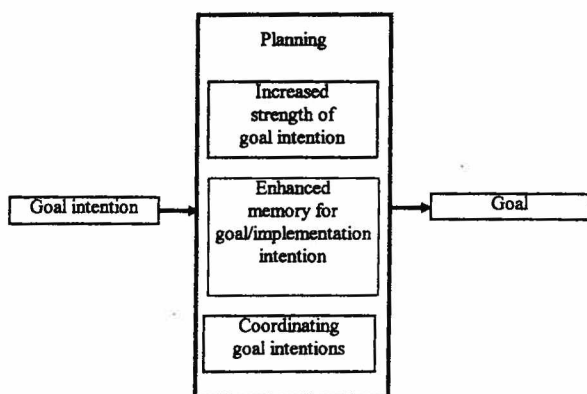 Planning
Increased
strength of
goal intention
Goal intention
Enhanced
memory for
goal/implementation
intention
Goal
Coordinating
goal intentions